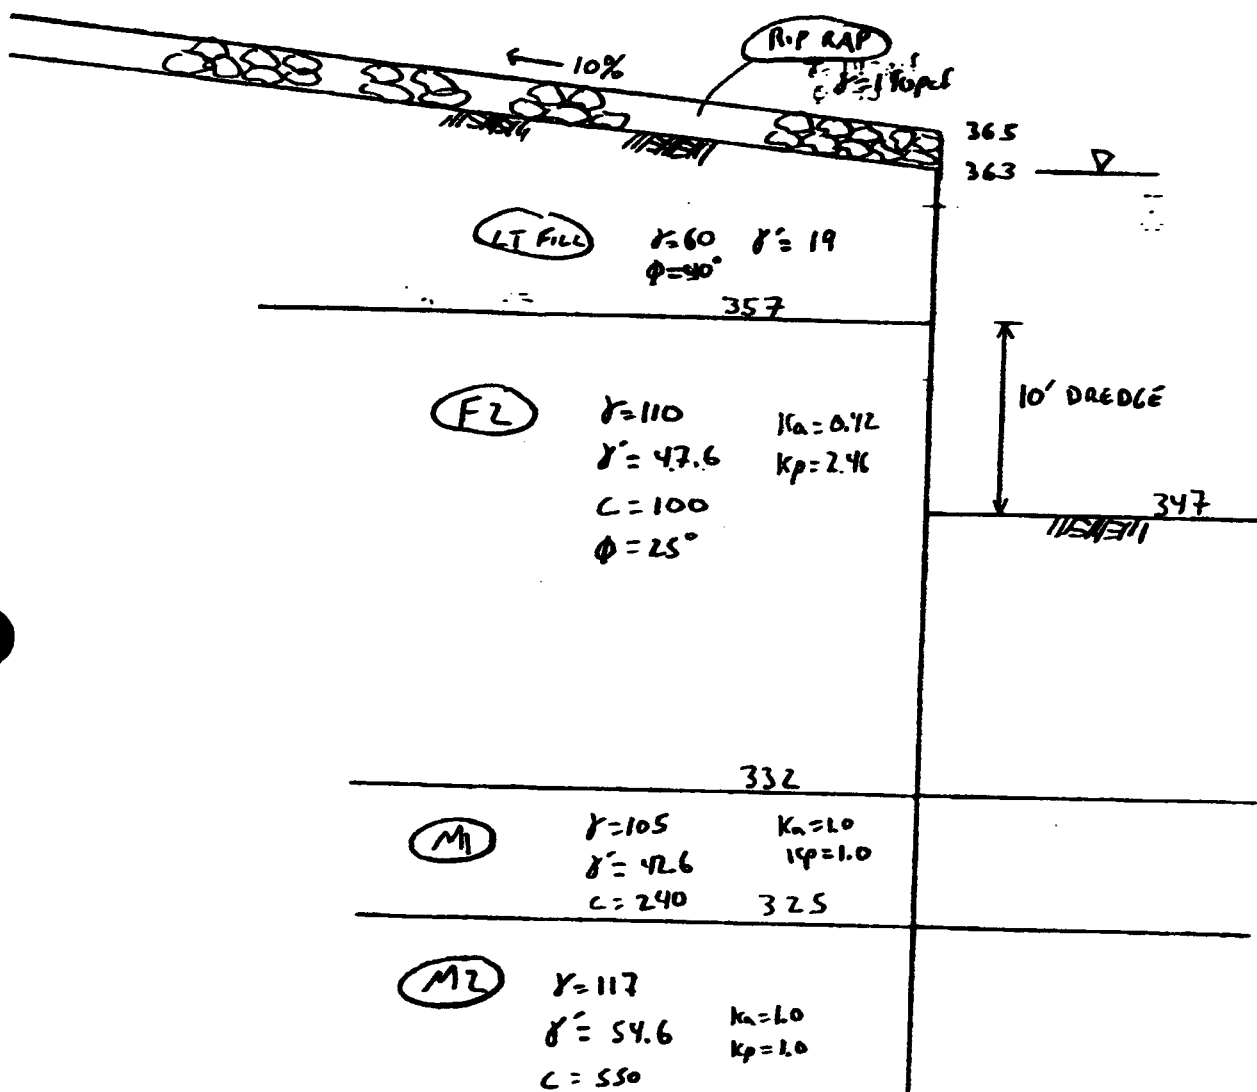 RIP RAP
← 10%
365
363
LT FILL
γ=60 γ'= 19
φ=40°
357
10' DREDGE
F2
γ=110
γ'= 47.6
C = 100
φ = 25°
Ka = 0.42
Kp = 2.46
347
332
M1
γ=105
γ'= 42.6
C = 240
Ka=1.0
Kp=1.0
325
M2
γ=117
γ'= 54.6
C = 550
Ka=1.0
Kp=1.0